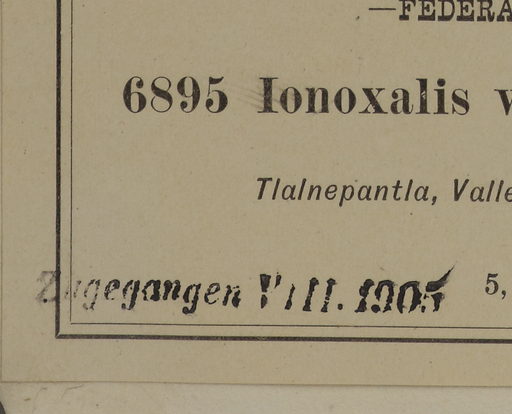 —FEDERA
6895 Ionoxalis v
Tlalnepantla, Valle
Zugegangen VIII. 1905
5,